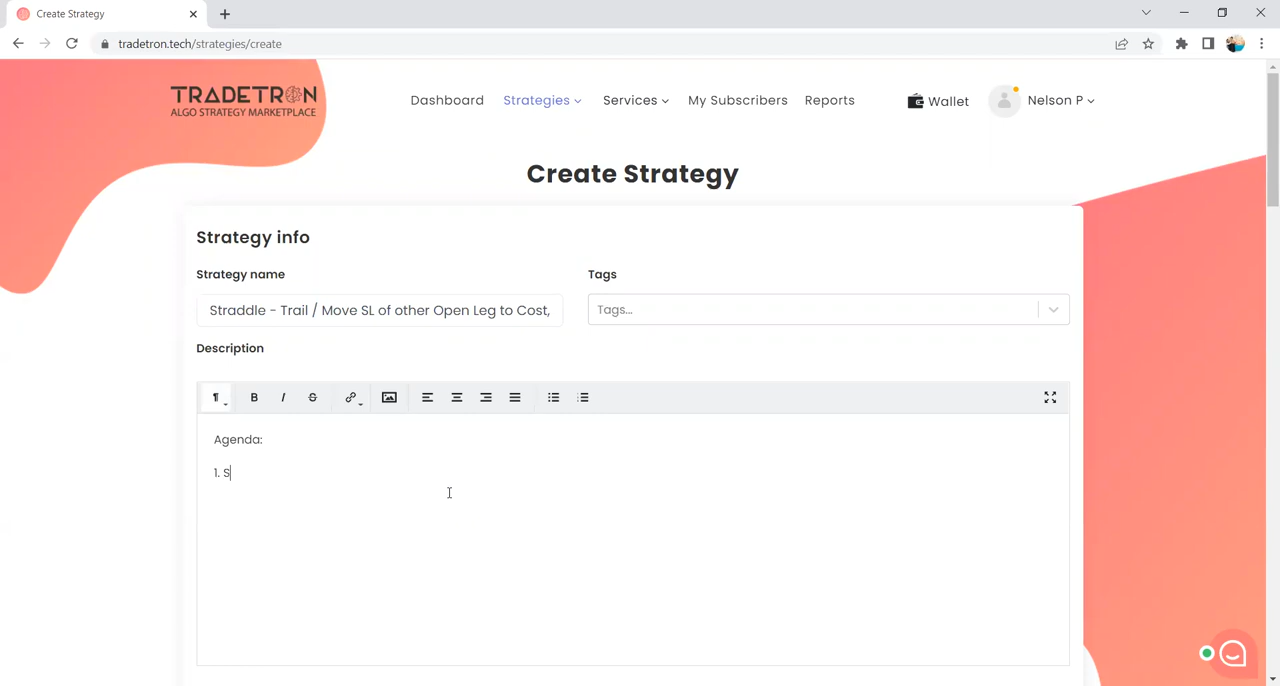 Create Strategy
tradetron.tech/strategies/create
TRADETRON
ALGO STRATEGY MARKETPLACE
Dashboard Strategies Services My Subscribers Reports Wallet Nelson P
Create Strategy
Strategy info
Strategy name Tags
Straddle - Trail / Move SL of other Open Leg to Cost, Tags...
Description
¶ B I S
Agenda:
1. S